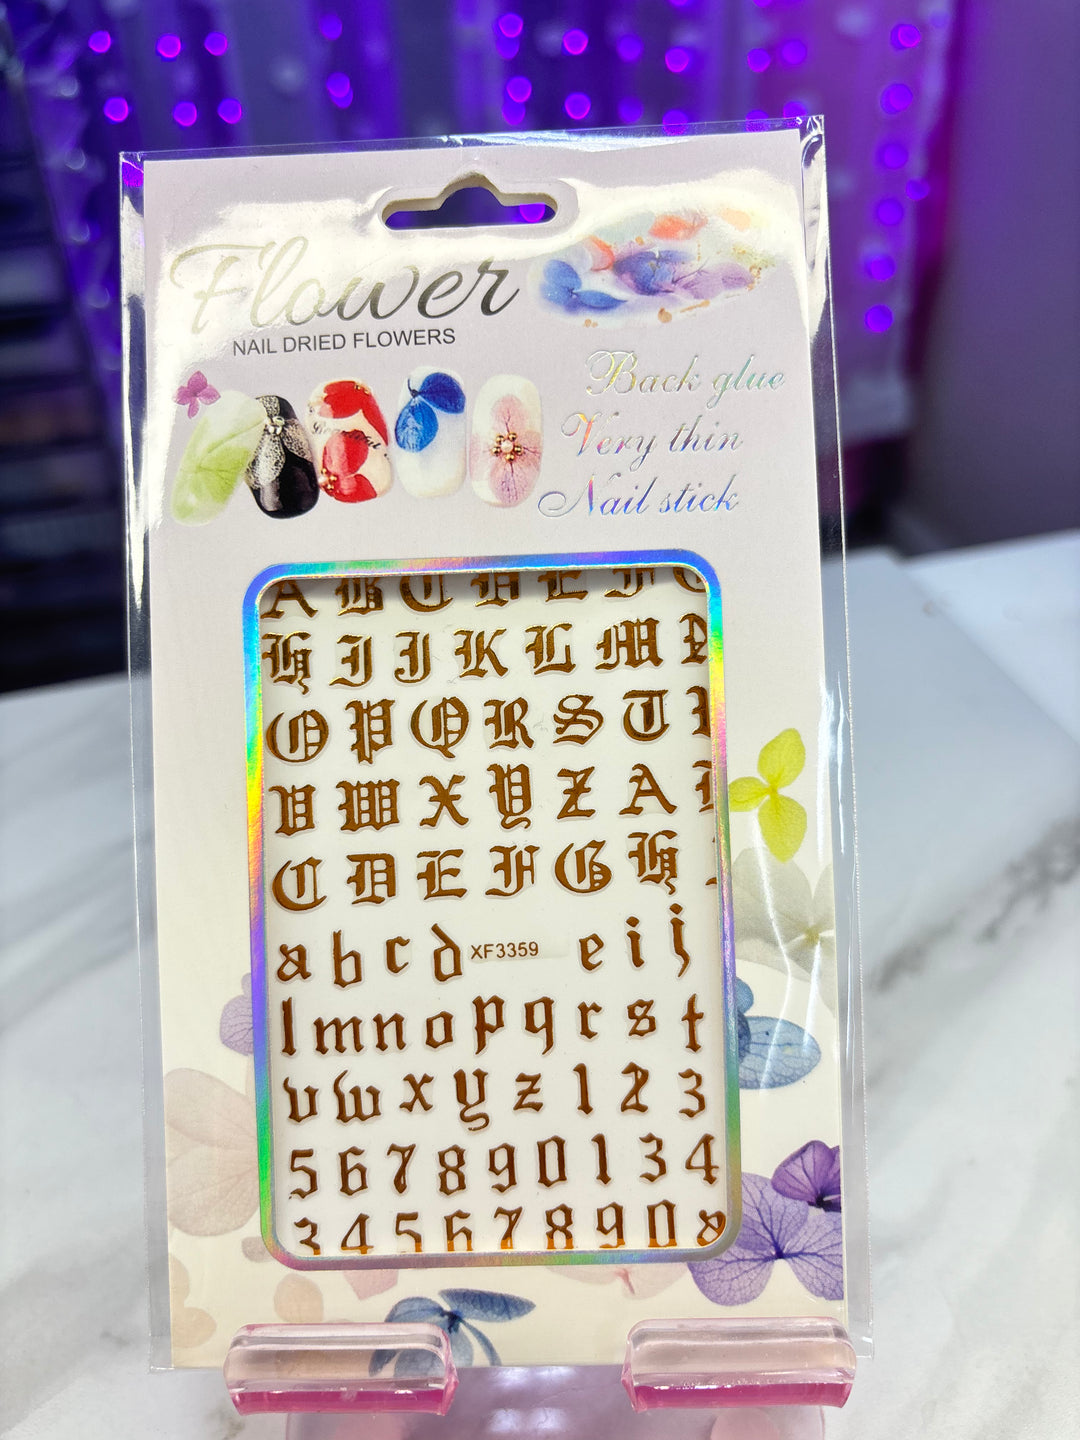 Flower
NAIL DRIED FLOWERS
Back glue
Very thin
Nail stick
A B C D E F G
H I J K L M N
O P Q R S T
V W X Y Z A
C D E F G H
a b c d XF3359 e i j
l m n o p q r s t
v w x y z 1 2 3
5 6 7 8 9 0 1 3 4
3 4 5 6 7 8 9 0 a